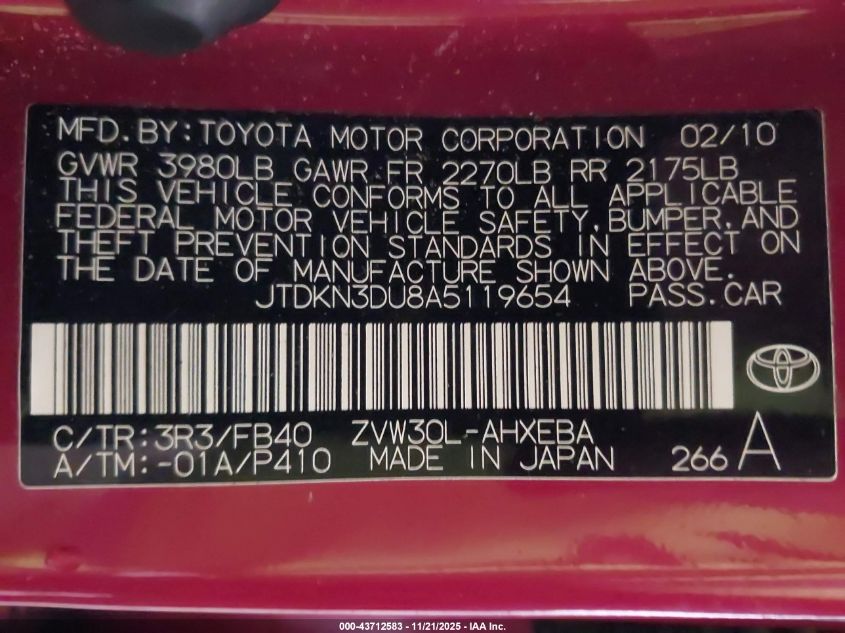 MFD. BY: TOYOTA MOTOR CORPORATION 02/10
GVWR 3980LB GAWR FR 2270LB RR 2175LB
THIS VEHICLE CONFORMS TO ALL APPLICABLE
FEDERAL MOTOR VEHICLE SAFETY, BUMPER, AND
THEFT PREVENTION STANDARDS IN EFFECT ON
THE DATE OF MANUFACTURE SHOWN ABOVE.
JTDKN3DU8A5119654 PASS. CAR
C/TR: 3R3/FB40 ZVW30L-AHXEBA
A/TM: -01A/P410 MADE IN JAPAN 266 A
000-43712583 - 11/21/2025 - IAA Inc.